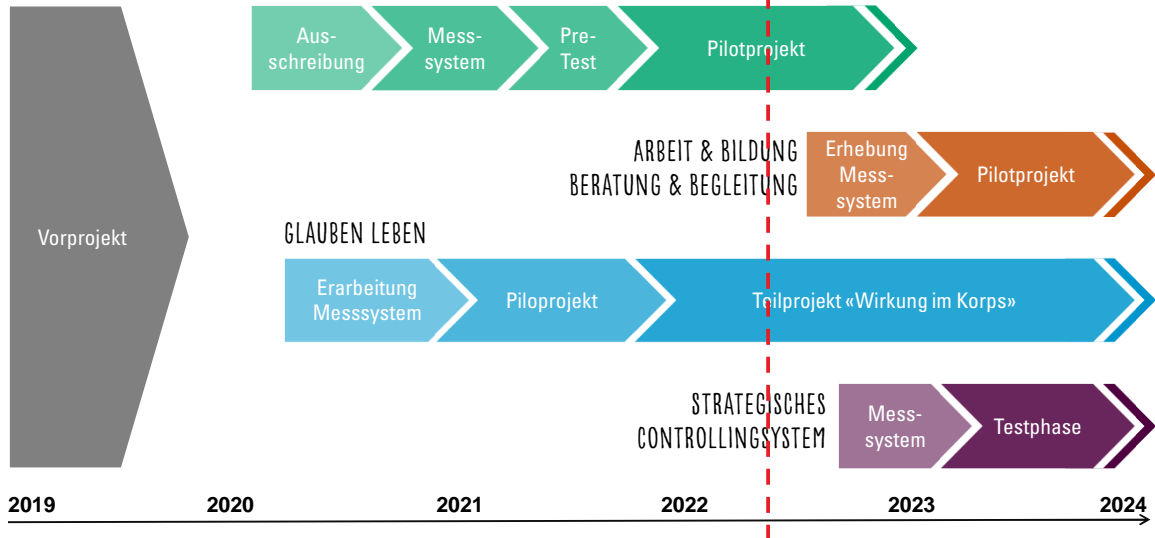 Aus-
schreibung
Mess-
system
Pre-
Test
Pilotprojekt
ARBEIT & BILDUNG
BERATUNG & BEGLEITUNG
Erhebung
Mess-
system
Pilotprojekt
Vorprojekt
GLAUBEN LEBEN
Erarbeitung
Messsystem
Piloprojekt
Teilprojekt «Wirkung im Korps»
STRATEGISCHES
CONTROLLINGSYSTEM
Mess-
system
Testphase
2019 2020 2021 2022 2023 2024